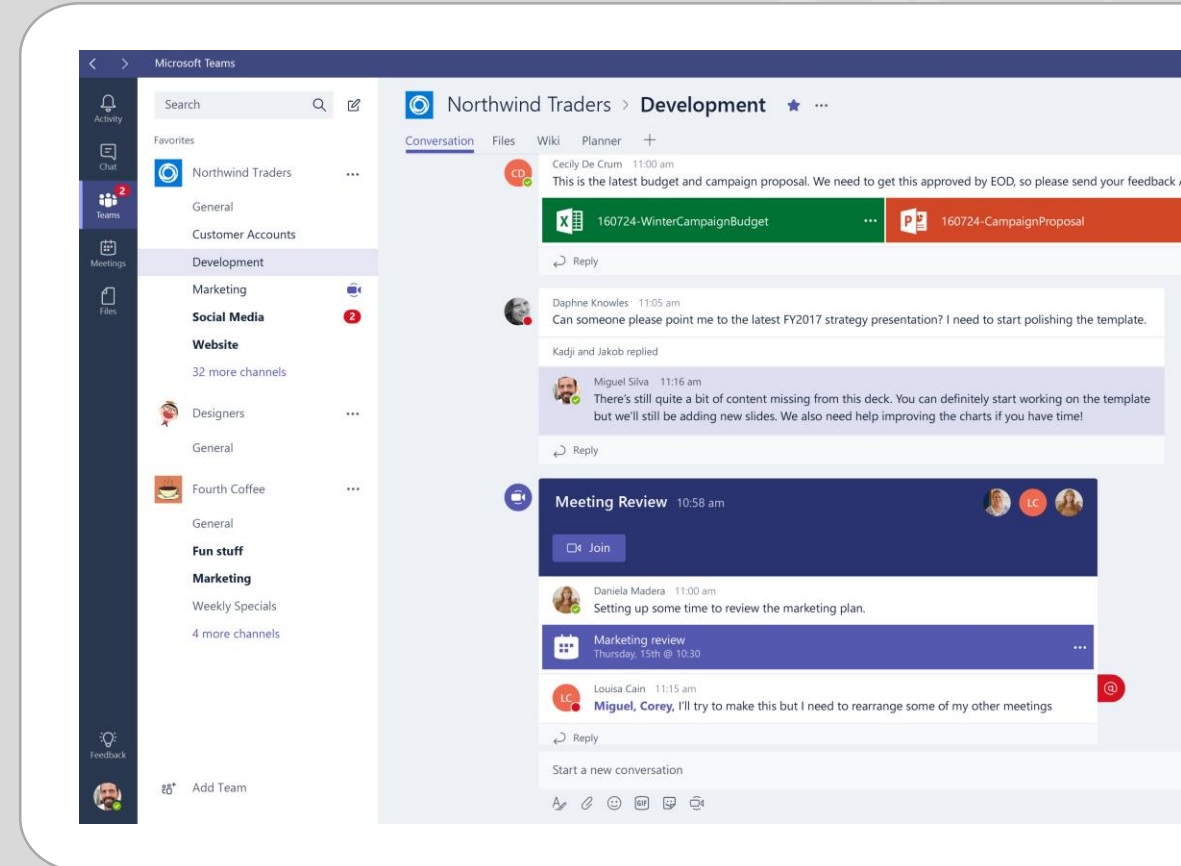 Microsoft Teams
Activity
Chat
2
Teams
Meetings
Files
Feedback
Search
Favorites
Northwind Traders
General
Customer Accounts
Development
Marketing
Social Media 2
Website
32 more channels
Designers
General
Fourth Coffee
General
Fun stuff
Marketing
Weekly Specials
4 more channels
Add Team
Northwind Traders > Development
Conversation Files Wiki Planner +
CD
Cecily De Crum 11:00 am
This is the latest budget and campaign proposal. We need to get this approved by EOD, so please send your feedback
160724-WinterCampaignBudget
160724-CampaignProposal
Reply
Daphne Knowles 11:05 am
Can someone please point me to the latest FY2017 strategy presentation? I need to start polishing the template.
Kadji and Jakob replied
Miguel Silva 11:16 am
There's still quite a bit of content missing from this deck. You can definitely start working on the template
but we'll still be adding new slides. We also need help improving the charts if you have time!
Reply
Meeting Review 10:58 am
LC
Join
Daniela Madera 11:00 am
Setting up some time to review the marketing plan.
Marketing review
Thursday, 15th @ 10:30
LC
Louisa Cain 11:15 am
Miguel, Corey, I'll try to make this but I need to rearrange some of my other meetings
@
Reply
Start a new conversation
GIF